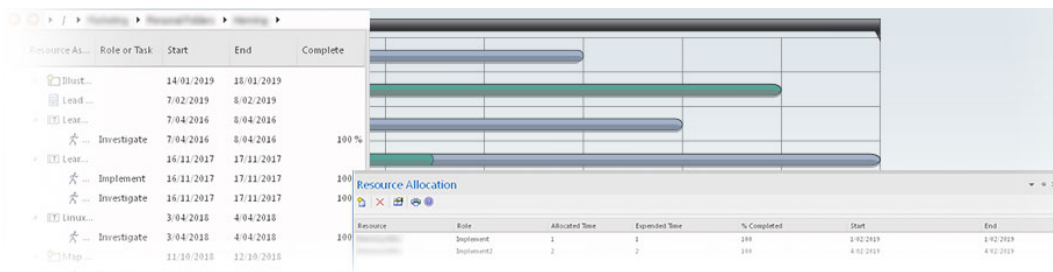 /
Resource As... Role or Task Start End Complete
Illust... 14/01/2019 18/01/2019
Lead ... 7/02/2019 8/02/2019
Lear... 7/04/2016 8/04/2016
... Investigate 7/04/2016 8/04/2016 100 %
Lear... 16/11/2017 17/11/2017
... Implement 16/11/2017 17/11/2017 100
... Investigate 16/11/2017 17/11/2017 100
Linux... 3/04/2018 4/04/2018
... Investigate 3/04/2018 4/04/2018 100
Map ... 11/10/2018 12/10/2018
Resource Allocation
Resource Role Allocated Time Expended Time % Completed Start End
Implement 1 1 100 1/02/2019 1/02/2019
Implement2 2 2 100 4/02/2019 4/02/2019